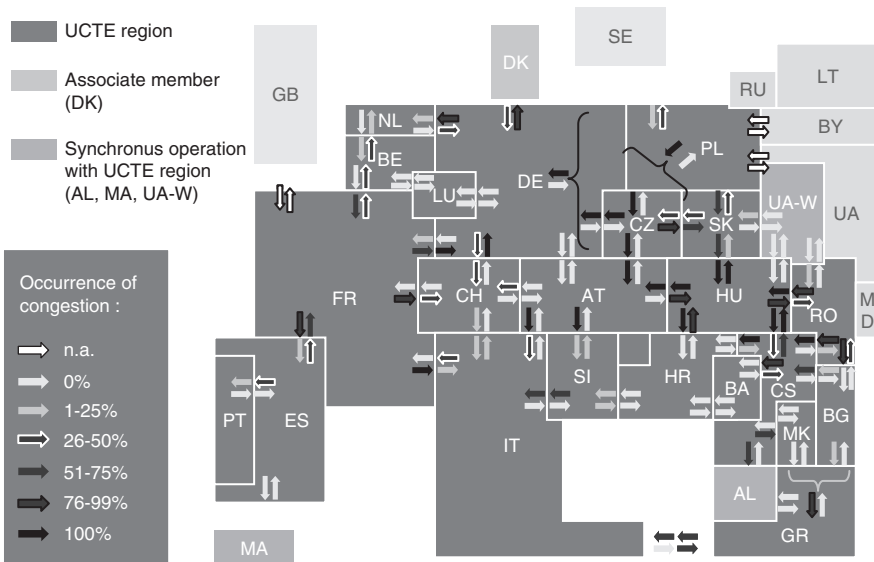 UCTE region
Associate member
(DK)
Synchronus operation
with UCTE region
(AL, MA, UA-W)
Occurrence of
congestion :
n.a.
0%
1-25%
26-50%
51-75%
76-99%
100%
GB
DK
SE
RU
LT
BY
UA
UA-W
M
D
NL
BE
LU
DE
PL
CZ
SK
FR
CH
AT
HU
RO
PT
ES
IT
SI
HR
BA
CS
BG
MK
AL
GR
MA